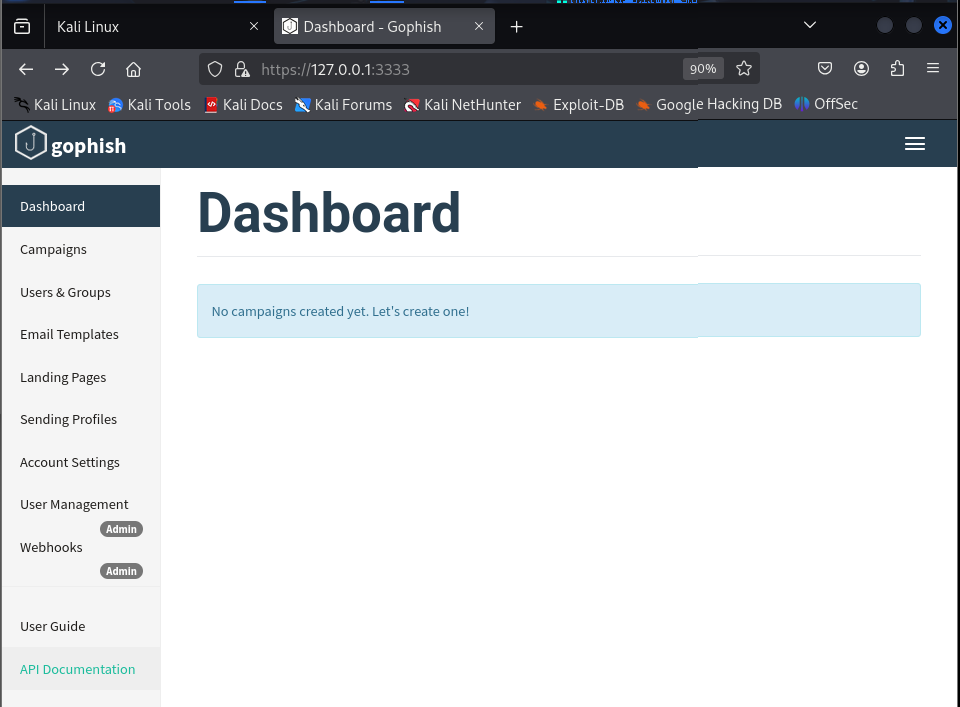 Kali Linux
Dashboard - Gophish
https://127.0.0.1:3333
90%
Kali Linux Kali Tools Kali Docs Kali Forums Kali NetHunter Exploit-DB Google Hacking DB OffSec
gophish
Dashboard
Campaigns
Users & Groups
Email Templates
Landing Pages
Sending Profiles
Account Settings
User Management
Admin
Webhooks
Admin
User Guide
API Documentation
Dashboard
No campaigns created yet. Let's create one!